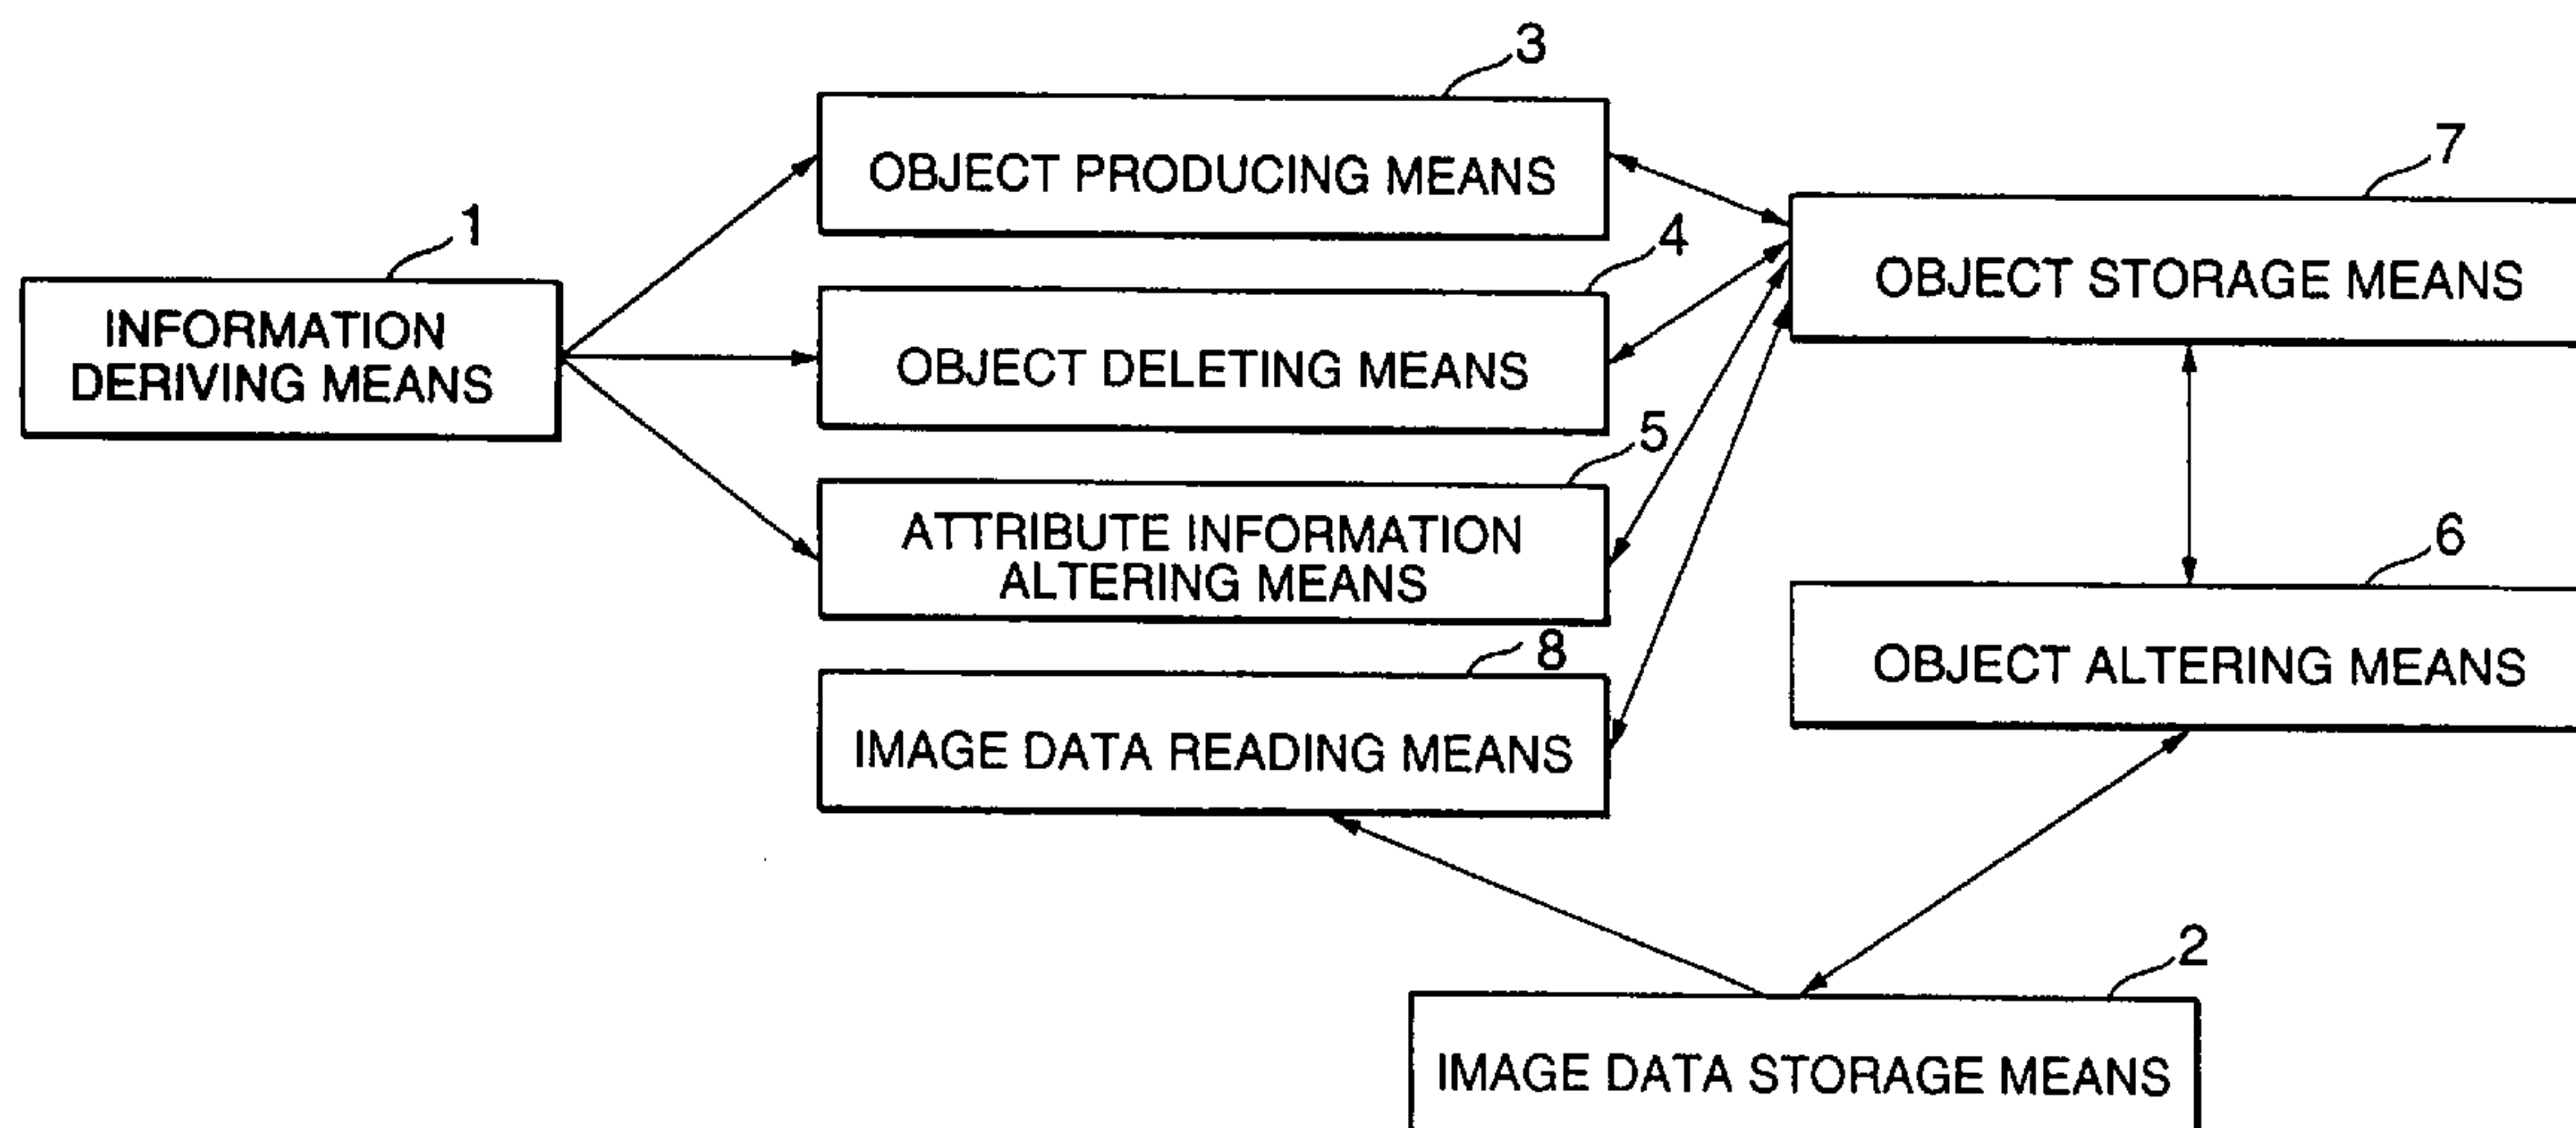 3
OBJECT PRODUCING MEANS
7
OBJECT STORAGE MEANS
1
INFORMATION
DERIVING MEANS
4
OBJECT DELETING MEANS
5
ATTRIBUTE INFORMATION
ALTERING MEANS
6
OBJECT ALTERING MEANS
8
IMAGE DATA READING MEANS
2
IMAGE DATA STORAGE MEANS